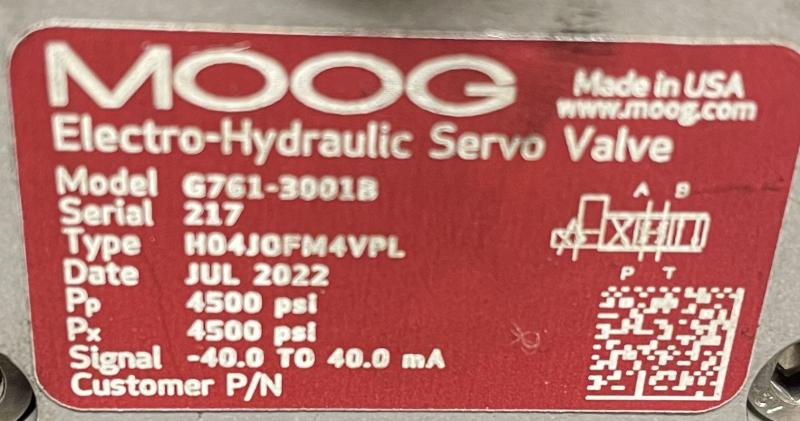 MOOG
Made in USA
www.moog.com
Electro-Hydraulic Servo Valve
Model G761-3001B
Serial 217
Type H04JOFM4VPL
Date JUL 2022
Pp 4500 psi
Px 4500 psi
Signal -40.0 TO 40.0 mA
Customer P/N
A B
P T